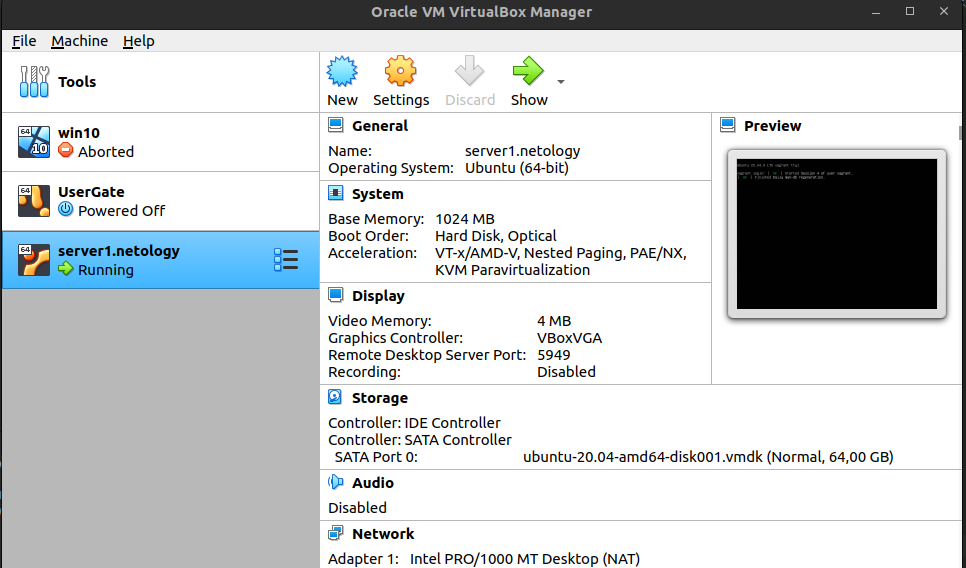 Oracle VM VirtualBox Manager
File Machine Help
Tools
64
10
win10
Aborted
64
UserGate
Powered Off
64
server1.netology
Running
New Settings Discard Show
General
Name: server1.netology
Operating System: Ubuntu (64-bit)
System
Base Memory: 1024 MB
Boot Order: Hard Disk, Optical
Acceleration: VT-x/AMD-V, Nested Paging, PAE/NX,
KVM Paravirtualization
Display
Video Memory: 4 MB
Graphics Controller: VBoxVGA
Remote Desktop Server Port: 5949
Recording: Disabled
Preview
Storage
Controller: IDE Controller
Controller: SATA Controller
SATA Port 0: ubuntu-20.04-amd64-disk001.vmdk (Normal, 64,00 GB)
Audio
Disabled
Network
Adapter 1: Intel PRO/1000 MT Desktop (NAT)